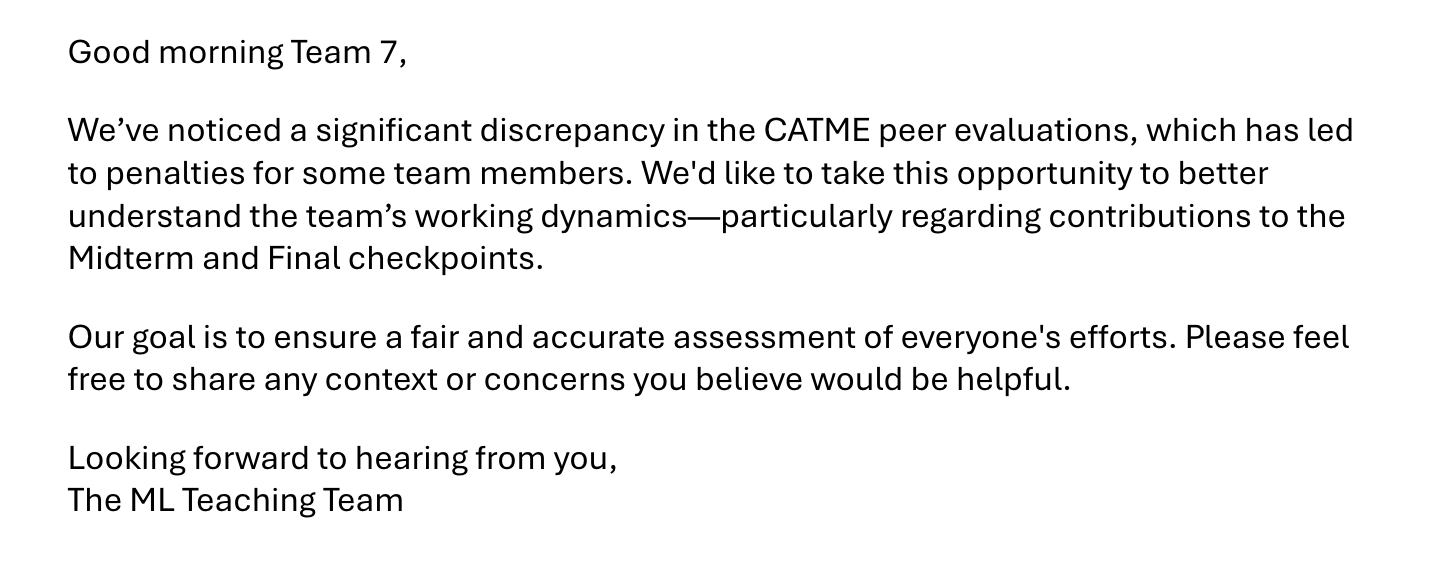 Good morning Team 7,
We’ve noticed a significant discrepancy in the CATME peer evaluations, which has led
to penalties for some team members. We'd like to take this opportunity to better
understand the team’s working dynamics—particularly regarding contributions to the
Midterm and Final checkpoints.
Our goal is to ensure a fair and accurate assessment of everyone's efforts. Please feel
free to share any context or concerns you believe would be helpful.
Looking forward to hearing from you,
The ML Teaching Team